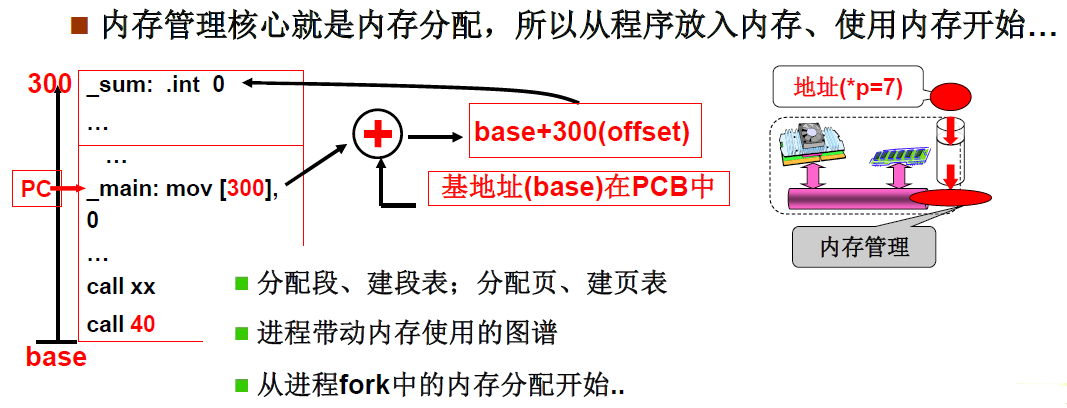 内存管理核心就是内存分配，所以从程序放入内存、使用内存开始…
300
_sum: .int 0
…
…
PC
_main: mov [300],
0
…
call xx
call 40
base
base+300(offset)
基地址(base)在PCB中
地址(*p=7)
内存管理
分配段、建段表；分配页、建页表
进程带动内存使用的图谱
从进程fork中的内存分配开始..